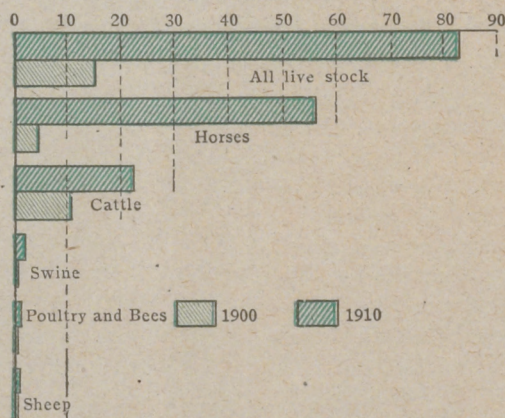 0 10 20 30 40 50 60 70 80 90
All live stock
Horses
Cattle
Swine
Poultry and Bees 1900 1910
Sheep